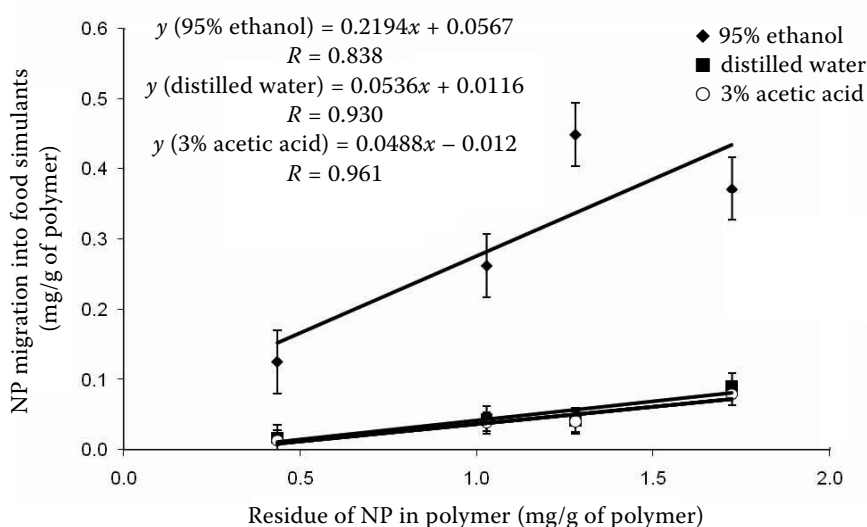 y (95% ethanol) = 0.2194x + 0.0567
R = 0.838
y (distilled water) = 0.0536x + 0.0116
R = 0.930
y (3% acetic acid) = 0.0488x – 0.012
R = 0.961
95% ethanol
distilled water
3% acetic acid
NP migration into food simulants
(mg/g of polymer)
0.6
0.5
0.4
0.3
0.2
0.1
0.0
0.0 0.5 1.0 1.5 2.0
Residue of NP in polymer (mg/g of polymer)